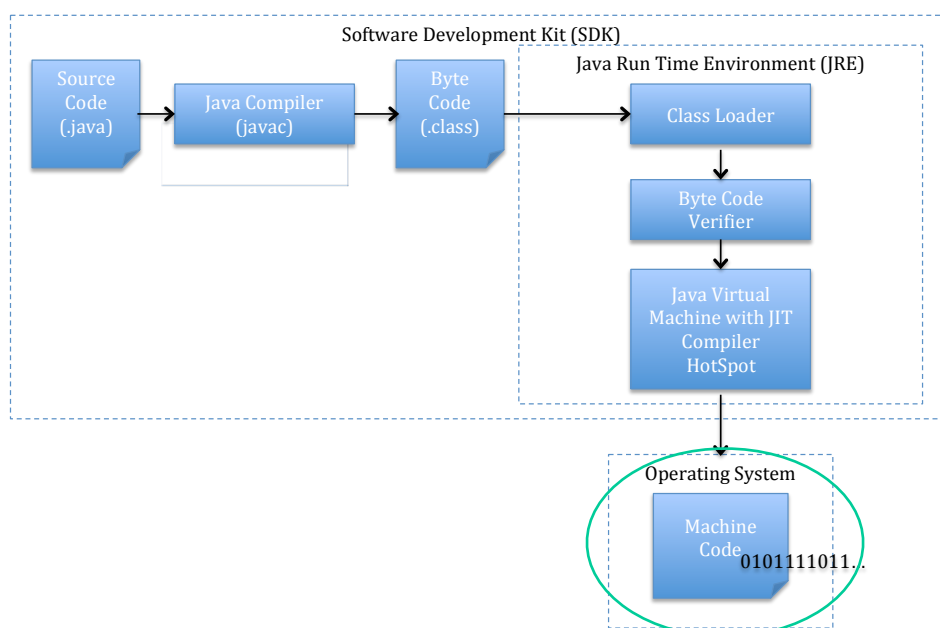 Software Development Kit (SDK)
Java Run Time Environment (JRE)
Source
Code
(.java)
Java Compiler
(javac)
Byte
Code
(.class)
Class Loader
Byte Code
Verifier
Java Virtual
Machine with JIT
Compiler
HotSpot
Operating System
Machine
Code
0101111011...